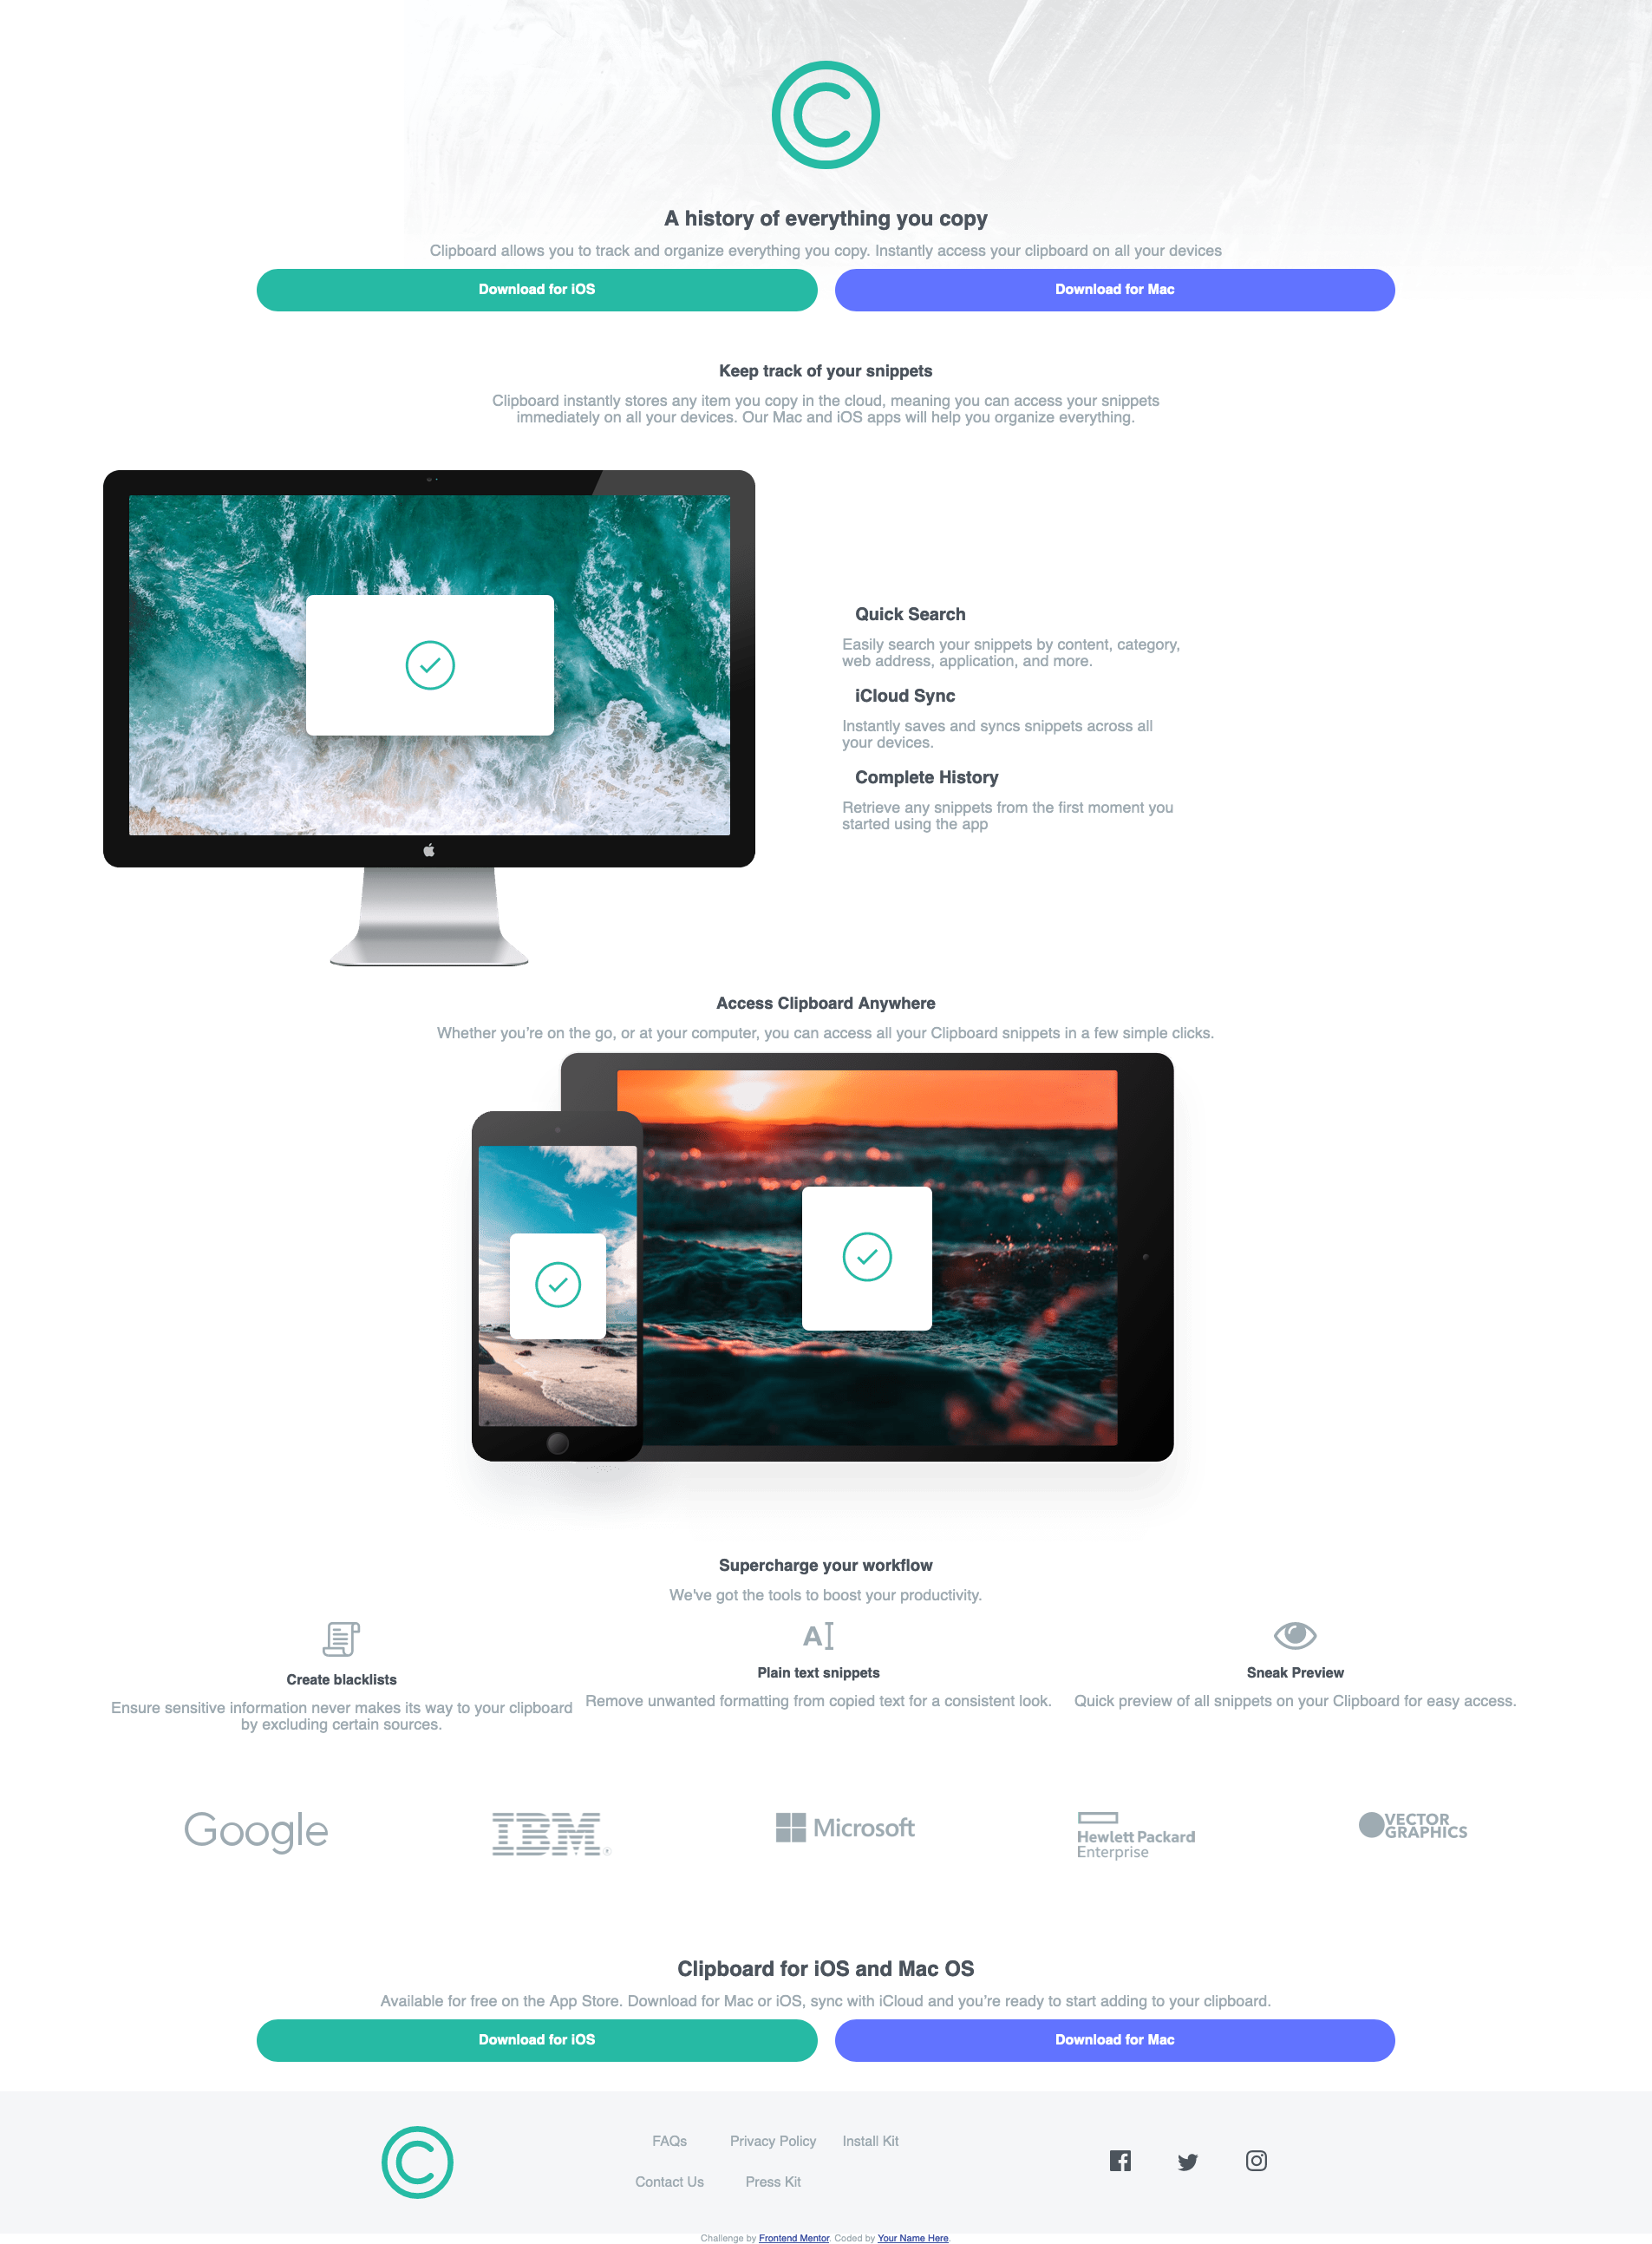 A history of everything you copy
Clipboard allows you to track and organize everything you copy. Instantly access your clipboard on all your devices
Download for iOS
Download for Mac
Keep track of your snippets
Clipboard instantly stores any item you copy in the cloud, meaning you can access your snippets
immediately on all your devices. Our Mac and iOS apps will help you organize everything.
Quick Search
Easily search your snippets by content, category,
web address, application, and more.
iCloud Sync
Instantly saves and syncs snippets across all
your devices.
Complete History
Retrieve any snippets from the first moment you
started using the app
Access Clipboard Anywhere
Whether you’re on the go, or at your computer, you can access all your Clipboard snippets in a few simple clicks.
Supercharge your workflow
We've got the tools to boost your productivity.
Create blacklists
Ensure sensitive information never makes its way to your clipboard
by excluding certain sources.
Plain text snippets
Remove unwanted formatting from copied text for a consistent look.
Sneak Preview
Quick preview of all snippets on your Clipboard for easy access.
Google
IBM
Microsoft
Hewlett Packard
Enterprise
VECTOR
GRAPHICS
Clipboard for iOS and Mac OS
Available for free on the App Store. Download for Mac or iOS, sync with iCloud and you’re ready to start adding to your clipboard.
Download for iOS
Download for Mac
FAQs
Privacy Policy
Install Kit
Contact Us
Press Kit
Challenge by Frontend Mentor. Coded by Your Name Here.